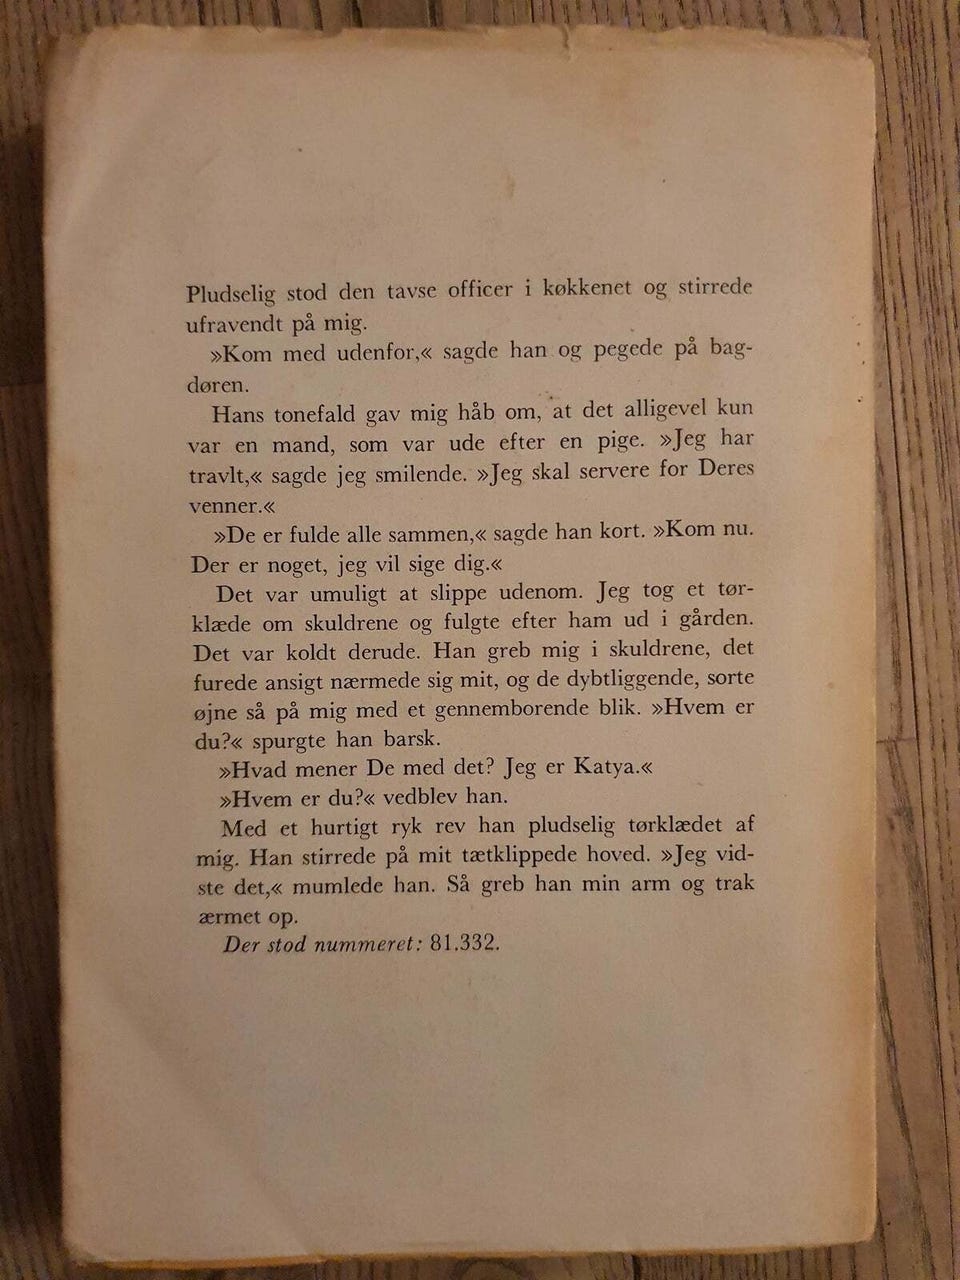 Pludselig stod den tavse officer i køkkenet og stirrede
ufravendt på mig.
»Kom med udenfor,« sagde han og pegede på bag-
døren.
Hans tonefald gav mig håb om, at det alligevel kun
var en mand, som var ude efter en pige. »Jeg har
travlt,« sagde jeg smilende. »Jeg skal servere for Deres
venner.«
»De er fulde alle sammen,« sagde han kort. »Kom nu.
Der er noget, jeg vil sige dig.«
Det var umuligt at slippe udenom. Jeg tog et tør-
klæde om skuldrene og fulgte efter ham ud i gården.
Det var koldt derude. Han greb mig i skuldrene, det
furede ansigt nærmede sig mit, og de dybtliggende, sorte
øjne så på mig med et gennemborende blik. »Hvem er
du?« spurgte han barsk.
»Hvad mener De med det? Jeg er Katya.«
»Hvem er du?« vedblev han.
Med et hurtigt ryk rev han pludselig tørklædet af
mig. Han stirrede på mit tætklippede hoved. »Jeg vid-
ste det,« mumlede han. Så greb han min arm og trak
ærmet op.
Der stod nummeret: 81.332.